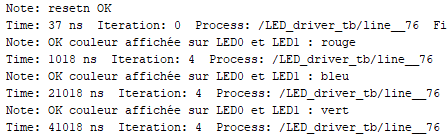 Note: resetn OK
Time: 37 ns  Iteration: 0  Process: /LED_driver_tb/line__76  Fi
Note: OK couleur affichée sur LED0 et LED1 : rouge
Time: 1018 ns  Iteration: 4  Process: /LED_driver_tb/line__76
Note: OK couleur affichée sur LED0 et LED1 : bleu
Time: 21018 ns  Iteration: 4  Process: /LED_driver_tb/line__76
Note: OK couleur affichée sur LED0 et LED1 : vert
Time: 41018 ns  Iteration: 4  Process: /LED_driver_tb/line__76